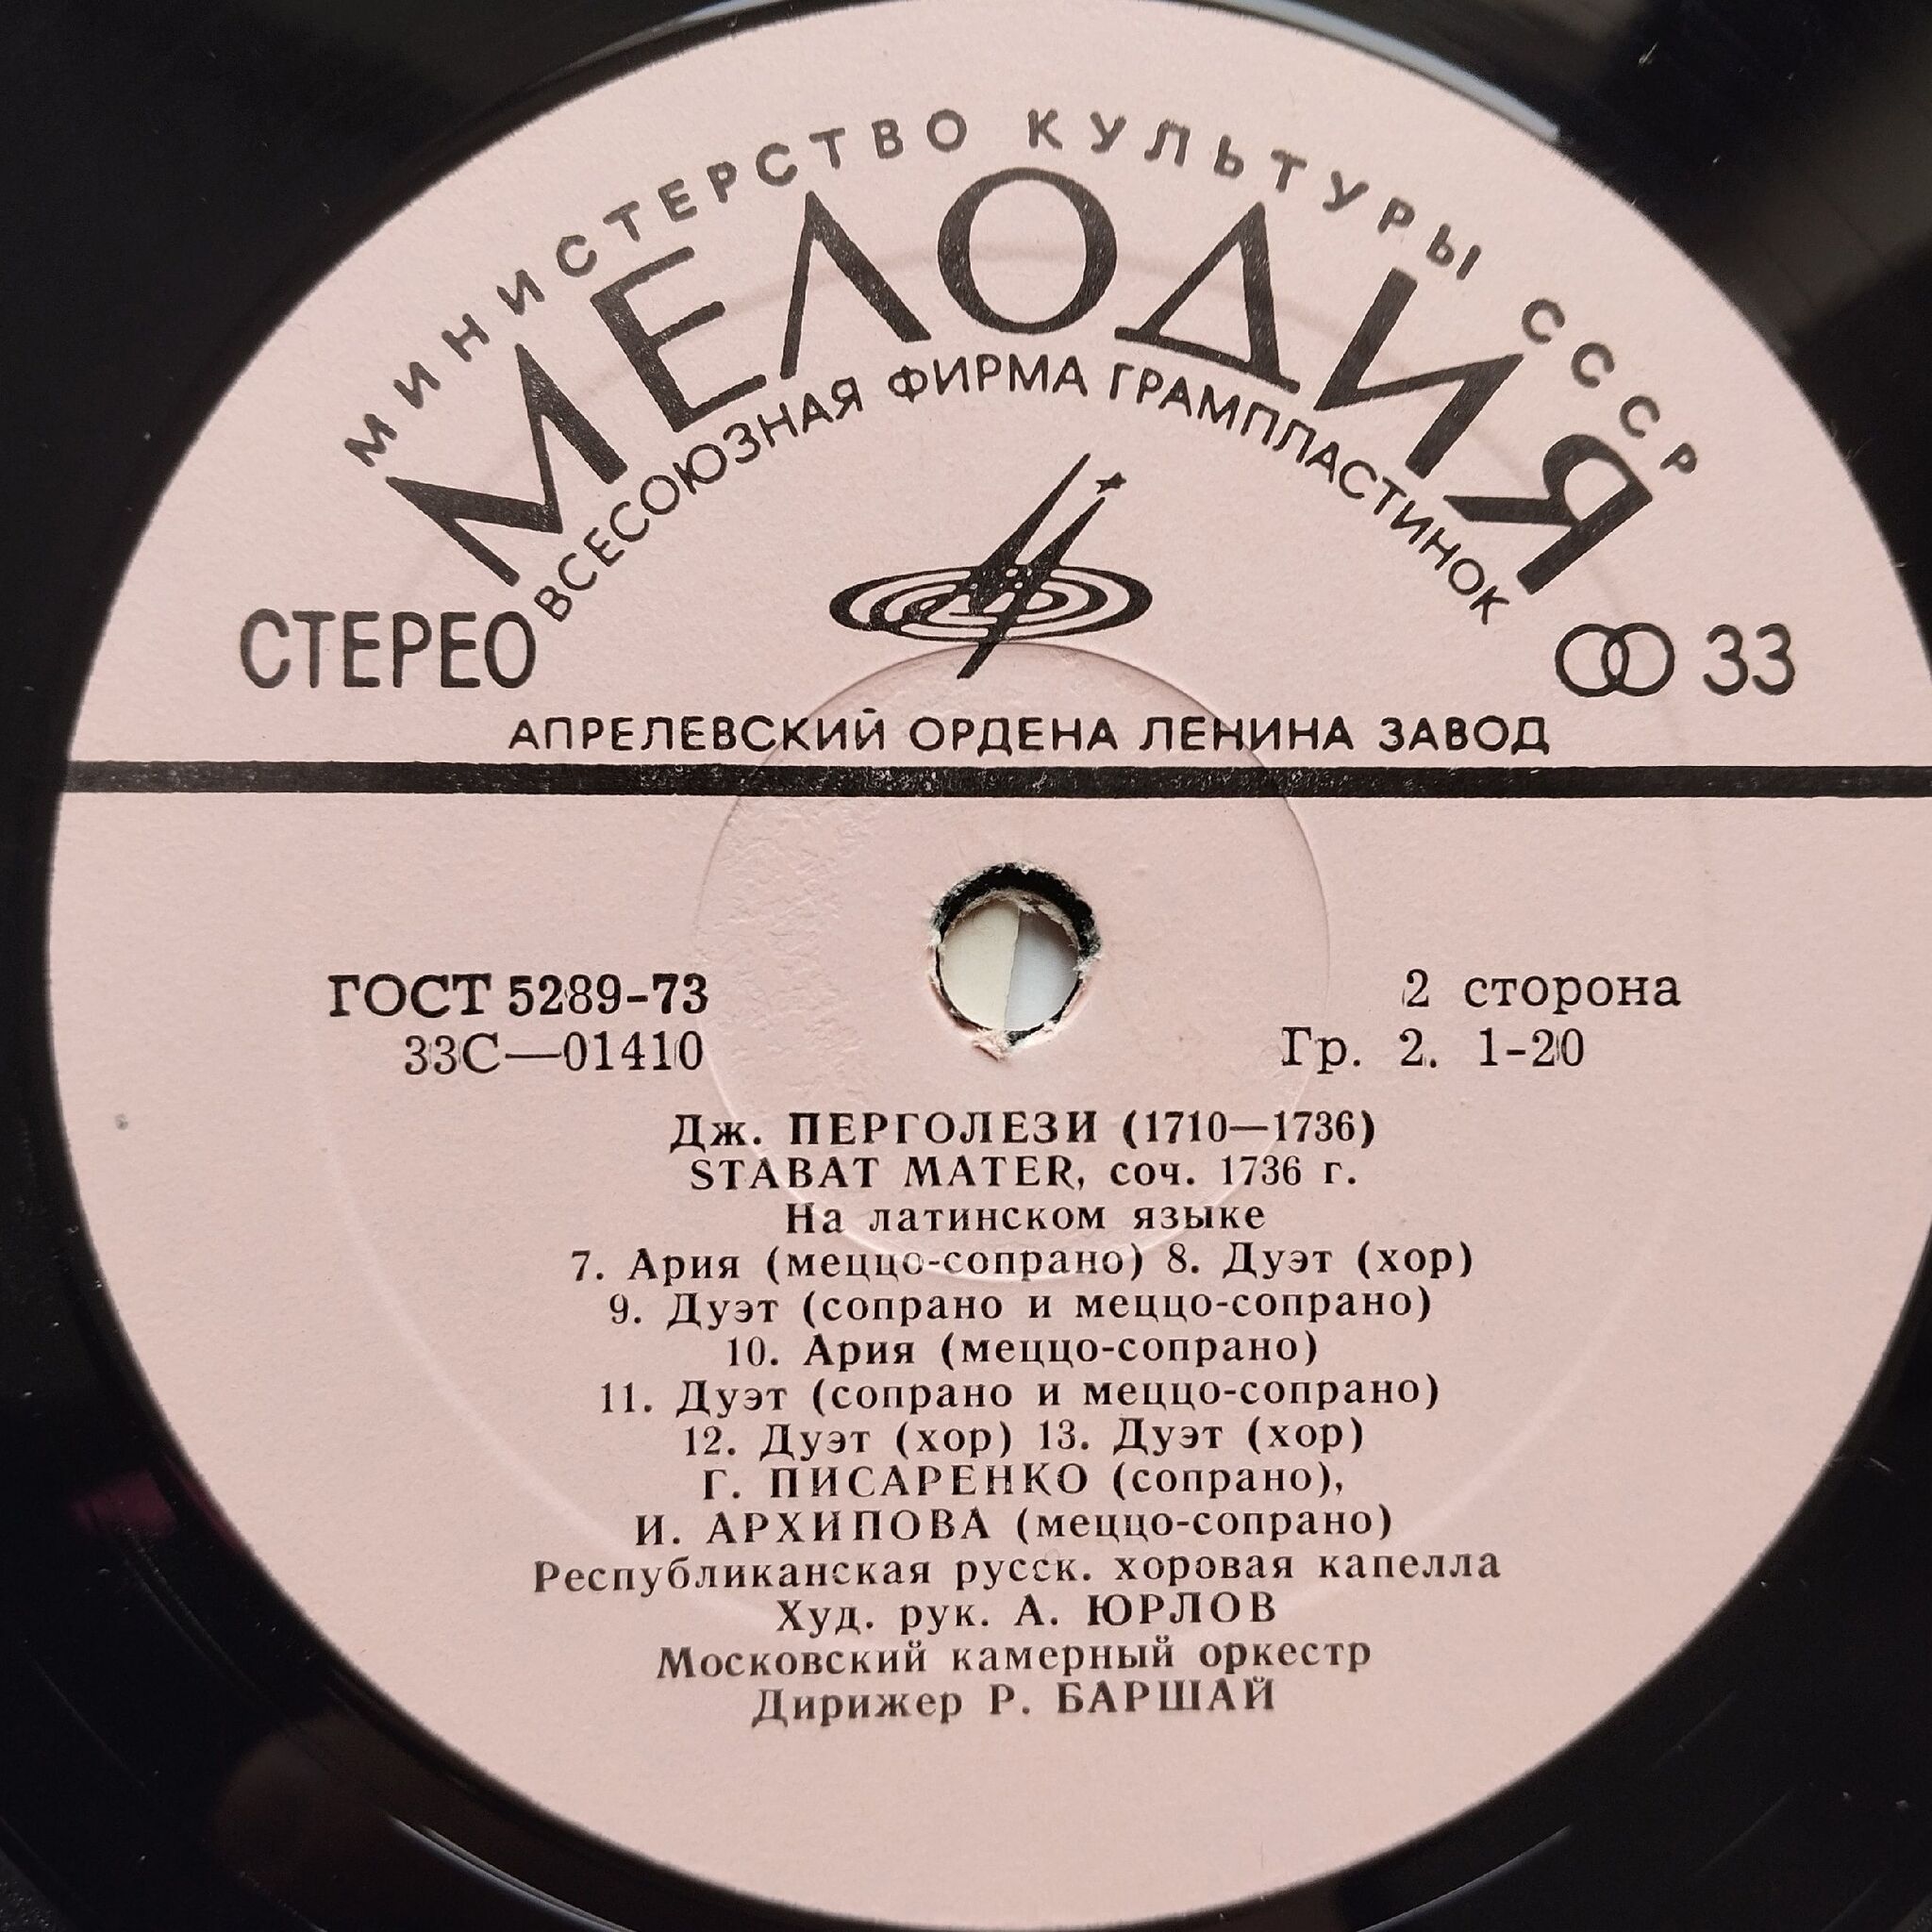 МИНИСТЕРСТВО КУЛЬТУРЫ СССР
МЕЛОДИЯ
ВСЕСОЮЗНАЯ ФИРМА ГРАМПЛАСТИНОК
СТЕРЕО
33
АПРЕЛЕВСКИЙ ОРДЕНА ЛЕНИНА ЗАВОД
ГОСТ 5289-73
2 сторона
33С—01410
Гр. 2. 1-20
Дж. ПЕРГОЛЕЗИ (1710—1736)
STABAT MATER, соч. 1736 г.
На латинском языке
7. Ария (меццо-сопрано) 8. Дуэт (хор)
9. Дуэт (сопрано и меццо-сопрано)
10. Ария (меццо-сопрано)
11. Дуэт (сопрано и меццо-сопрано)
12. Дуэт (хор) 13. Дуэт (хор)
Г. ПИСАРЕНКО (сопрано),
И. АРХИПОВА (меццо-сопрано)
Республиканская русск. хоровая капелла
Худ. рук. А. ЮРЛОВ
Московский камерный оркестр
Дирижер Р. БАРШАЙ